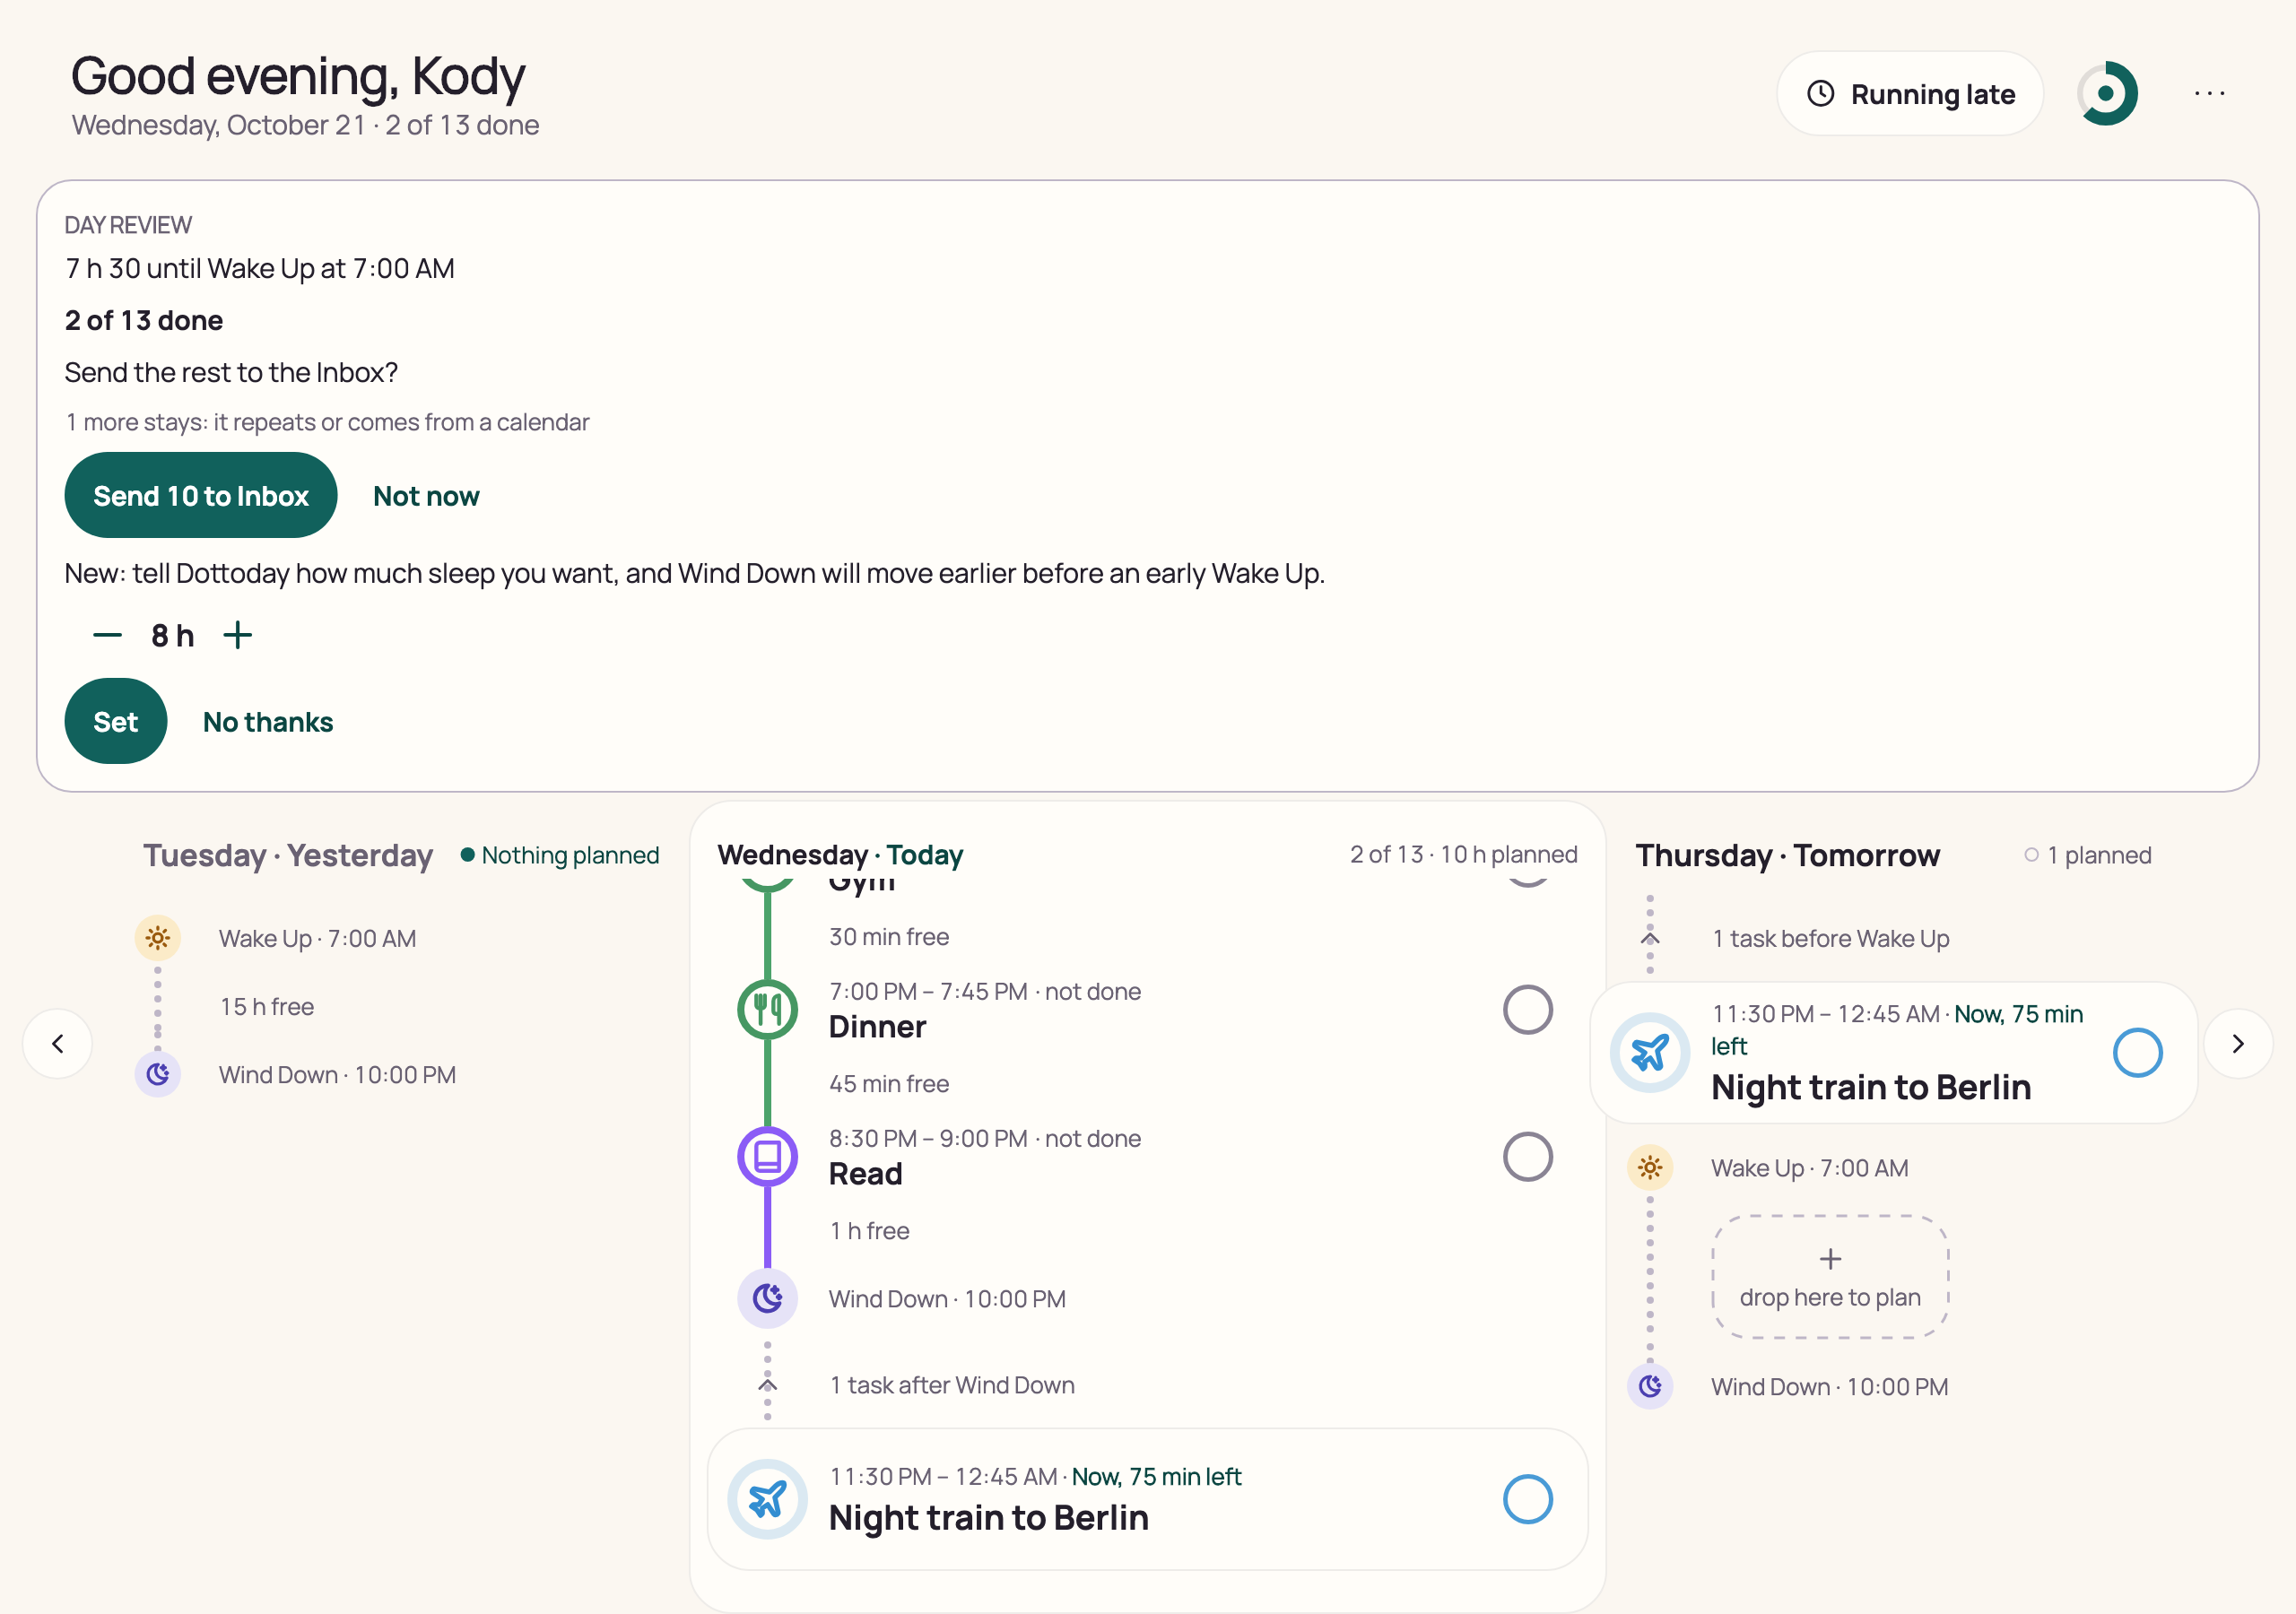 Good evening, Kody
Wednesday, October 21 · 2 of 13 done
Running late
DAY REVIEW
7 h 30 until Wake Up at 7:00 AM
2 of 13 done
Send the rest to the Inbox?
1 more stays: it repeats or comes from a calendar
Send 10 to Inbox
Not now
New: tell Dottoday how much sleep you want, and Wind Down will move earlier before an early Wake Up.
8 h
Set
No thanks
Tuesday · Yesterday
Nothing planned
Wake Up · 7:00 AM
15 h free
Wind Down · 10:00 PM
Wednesday · Today
2 of 13 · 10 h planned
Gym
30 min free
7:00 PM – 7:45 PM · not done
Dinner
45 min free
8:30 PM – 9:00 PM · not done
Read
1 h free
Wind Down · 10:00 PM
1 task after Wind Down
11:30 PM – 12:45 AM · Now, 75 min left
Night train to Berlin
Thursday · Tomorrow
1 planned
1 task before Wake Up
11:30 PM – 12:45 AM · Now, 75 min
left
Night train to Berlin
Wake Up · 7:00 AM
drop here to plan
Wind Down · 10:00 PM